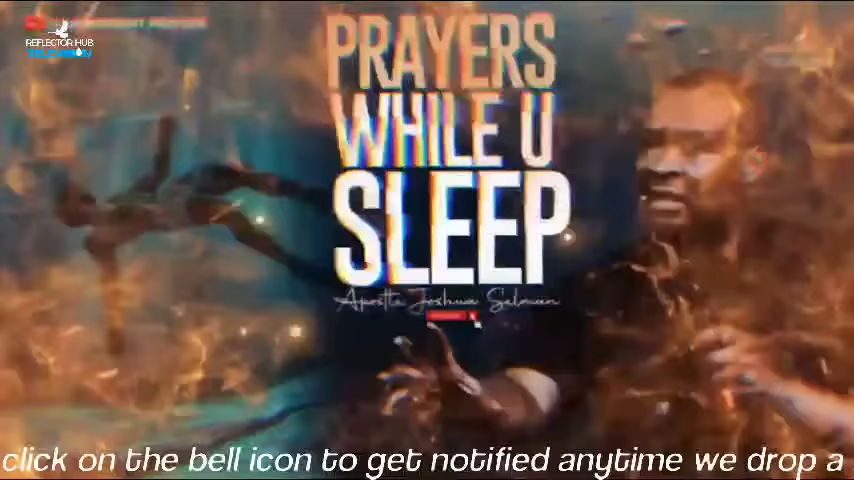 REFLECTOR HUB
TELEVISION
PRAYERS
WHILE U
SLEEP
Apostle Joshua Selman
click on the bell icon to get notified anytime we drop a